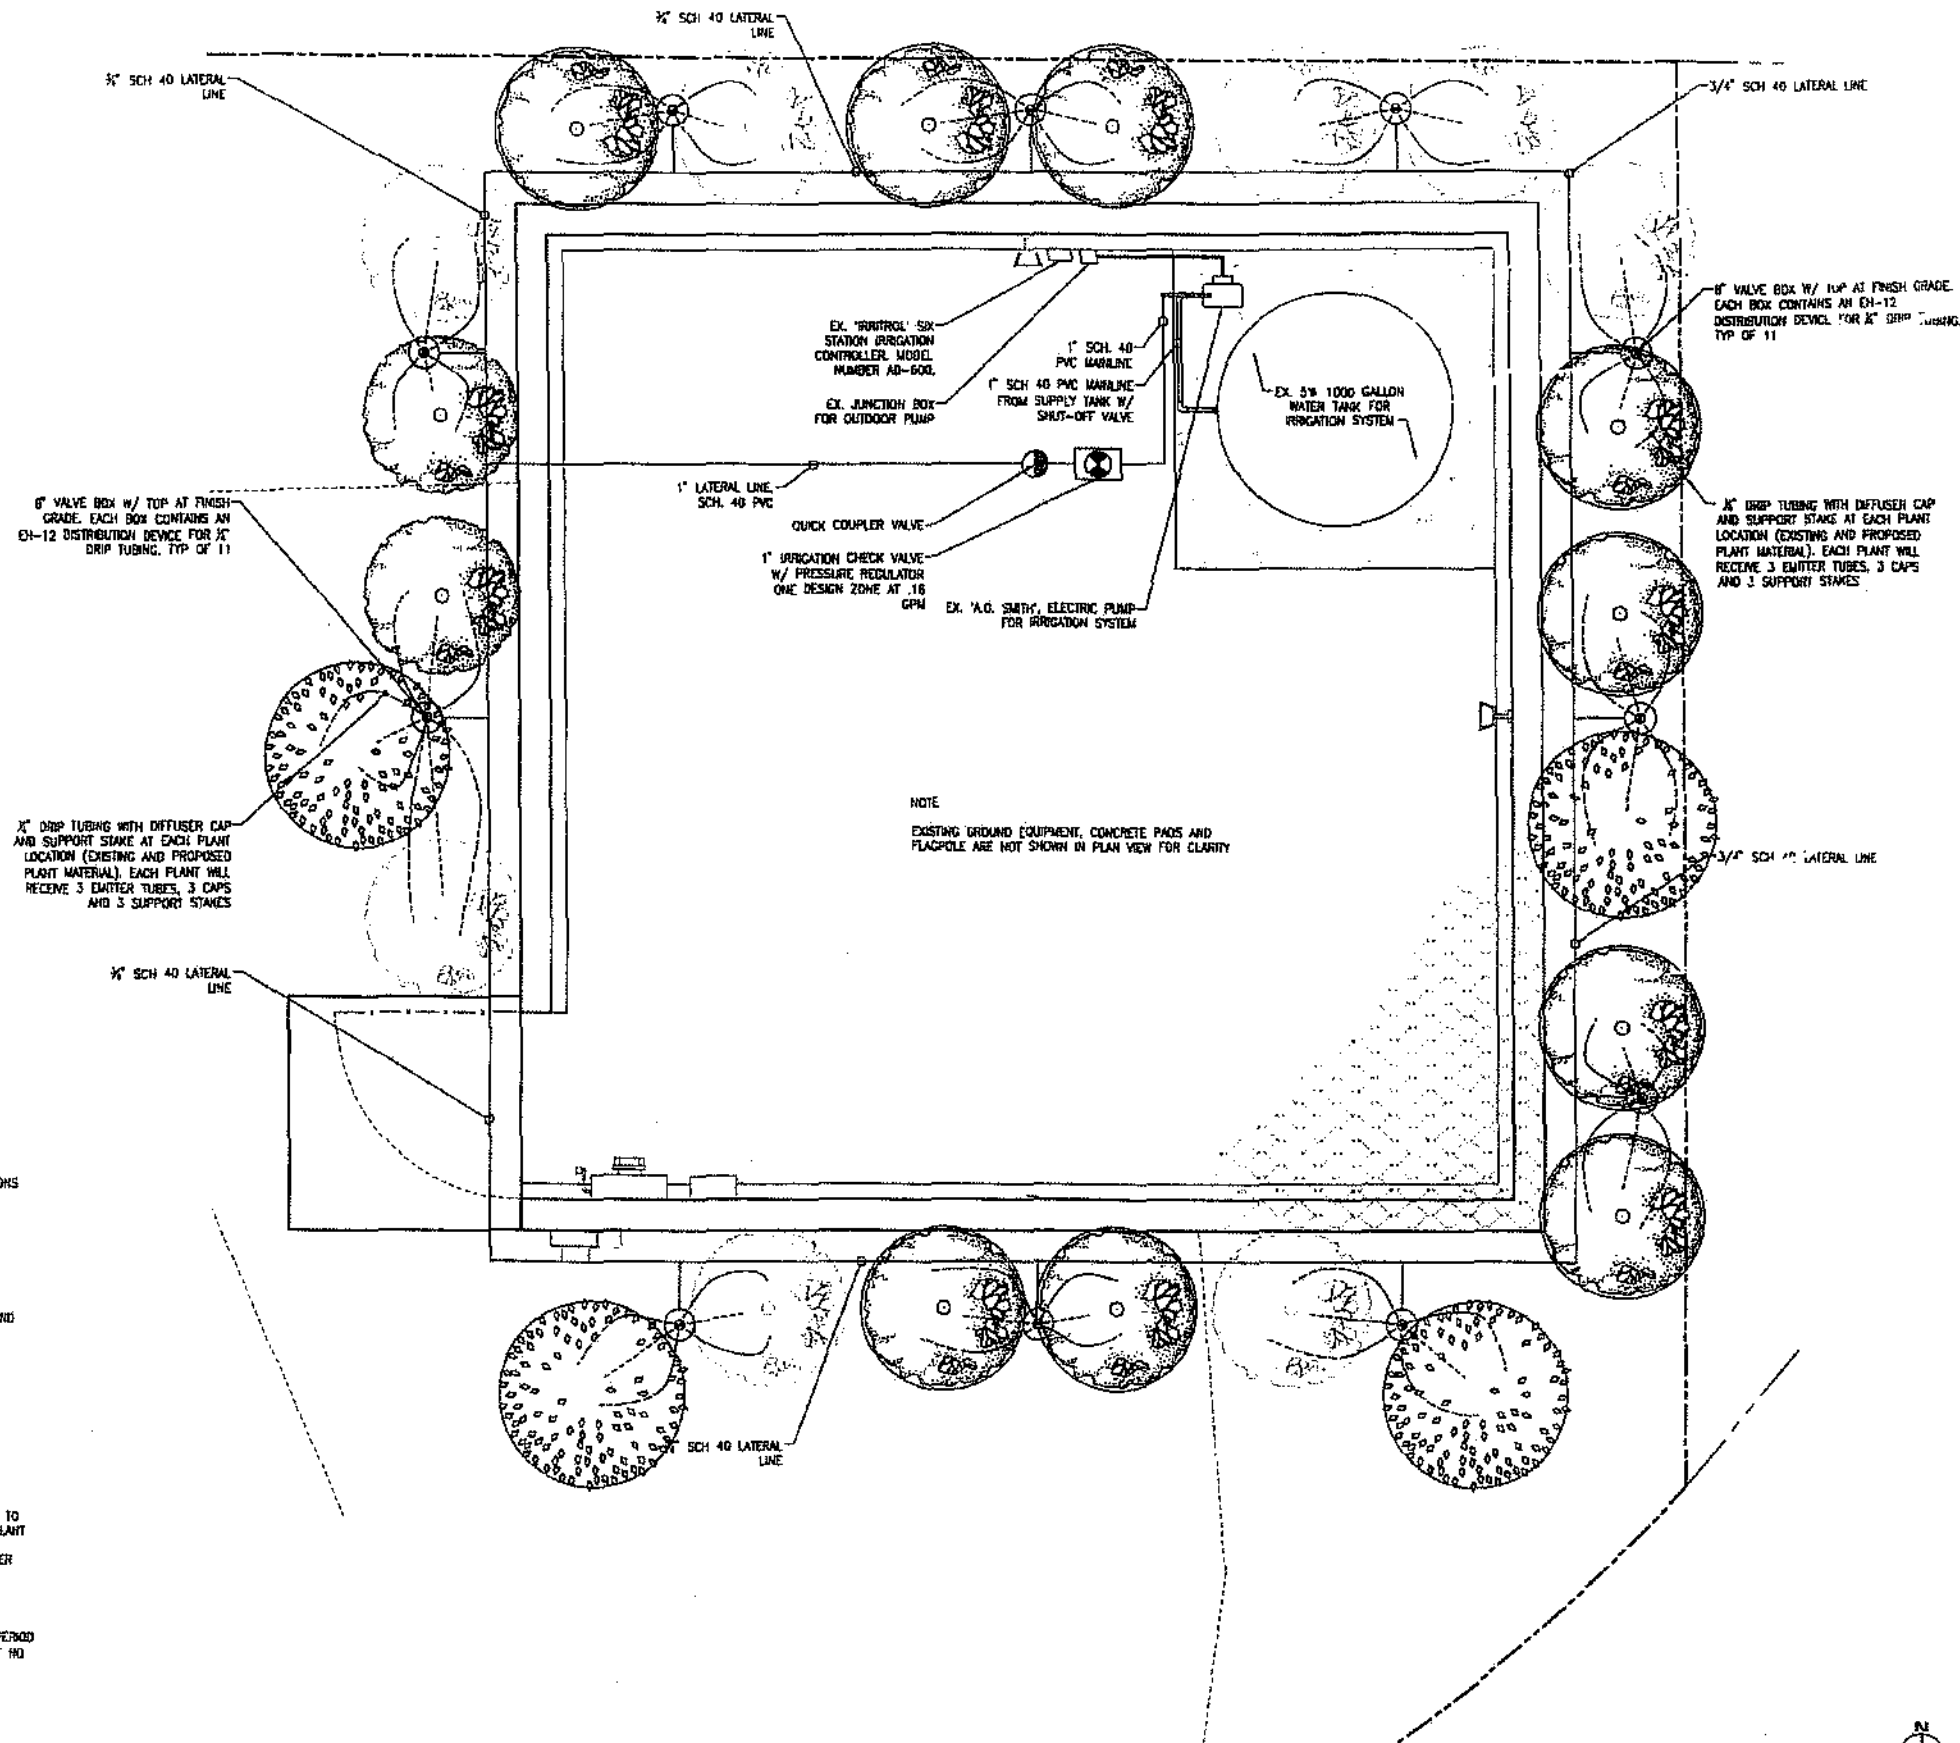 ¾" SCH 40 LATERAL
LINE
¾" SCH 40 LATERAL
LINE
3/4" SCH 40 LATERAL LINE
8" VALVE BOX W/ TOP AT FINISH GRADE.
EACH BOX CONTAINS AN EH-12
DISTRIBUTION DEVICE FOR ¼" DRIP TUBING.
TYP OF 11
EX. 'IRRITROL' SIX
STATION IRRIGATION
CONTROLLER, MODEL
NUMBER AD-600.
EX. JUNCTION BOX
FOR OUTDOOR PUMP
1" SCH. 40
PVC MAINLINE
1" SCH 40 PVC MAINLINE
FROM SUPPLY TANK W/
SHUT-OFF VALVE
EX. 1000 GALLON
WATER TANK FOR
IRRIGATION SYSTEM
1" LATERAL LINE,
SCH. 40 PVC
QUICK COUPLER VALVE
1" IRRIGATION CHECK VALVE
W/ PRESSURE REGULATOR
ONE DESIGN ZONE AT .16
GPM
EX. 'A.O. SMITH', ELECTRIC PUMP
FOR IRRIGATION SYSTEM
8" VALVE BOX W/ TOP AT FINISH
GRADE. EACH BOX CONTAINS AN
EH-12 DISTRIBUTION DEVICE FOR ¼"
DRIP TUBING. TYP OF 11
¼" DRIP TUBING WITH DIFFUSER CAP
AND SUPPORT STAKE AT EACH PLANT
LOCATION (EXISTING AND PROPOSED
PLANT MATERIAL). EACH PLANT WILL
RECEIVE 3 EMITTER TUBES, 3 CAPS
AND 3 SUPPORT STAKES
NOTE
EXISTING GROUND EQUIPMENT, CONCRETE PADS AND
FLAGPOLE ARE NOT SHOWN IN PLAN VIEW FOR CLARITY
¼" DRIP TUBING WITH DIFFUSER CAP
AND SUPPORT STAKE AT EACH PLANT
LOCATION (EXISTING AND PROPOSED
PLANT MATERIAL). EACH PLANT WILL
RECEIVE 3 EMITTER TUBES, 3 CAPS
AND 3 SUPPORT STAKES
3/4" SCH 40 LATERAL LINE
¾" SCH 40 LATERAL
LINE
SCH 40 LATERAL
LINE
ONS
ND
TO
LANT
ER
PERIOD
NO
N